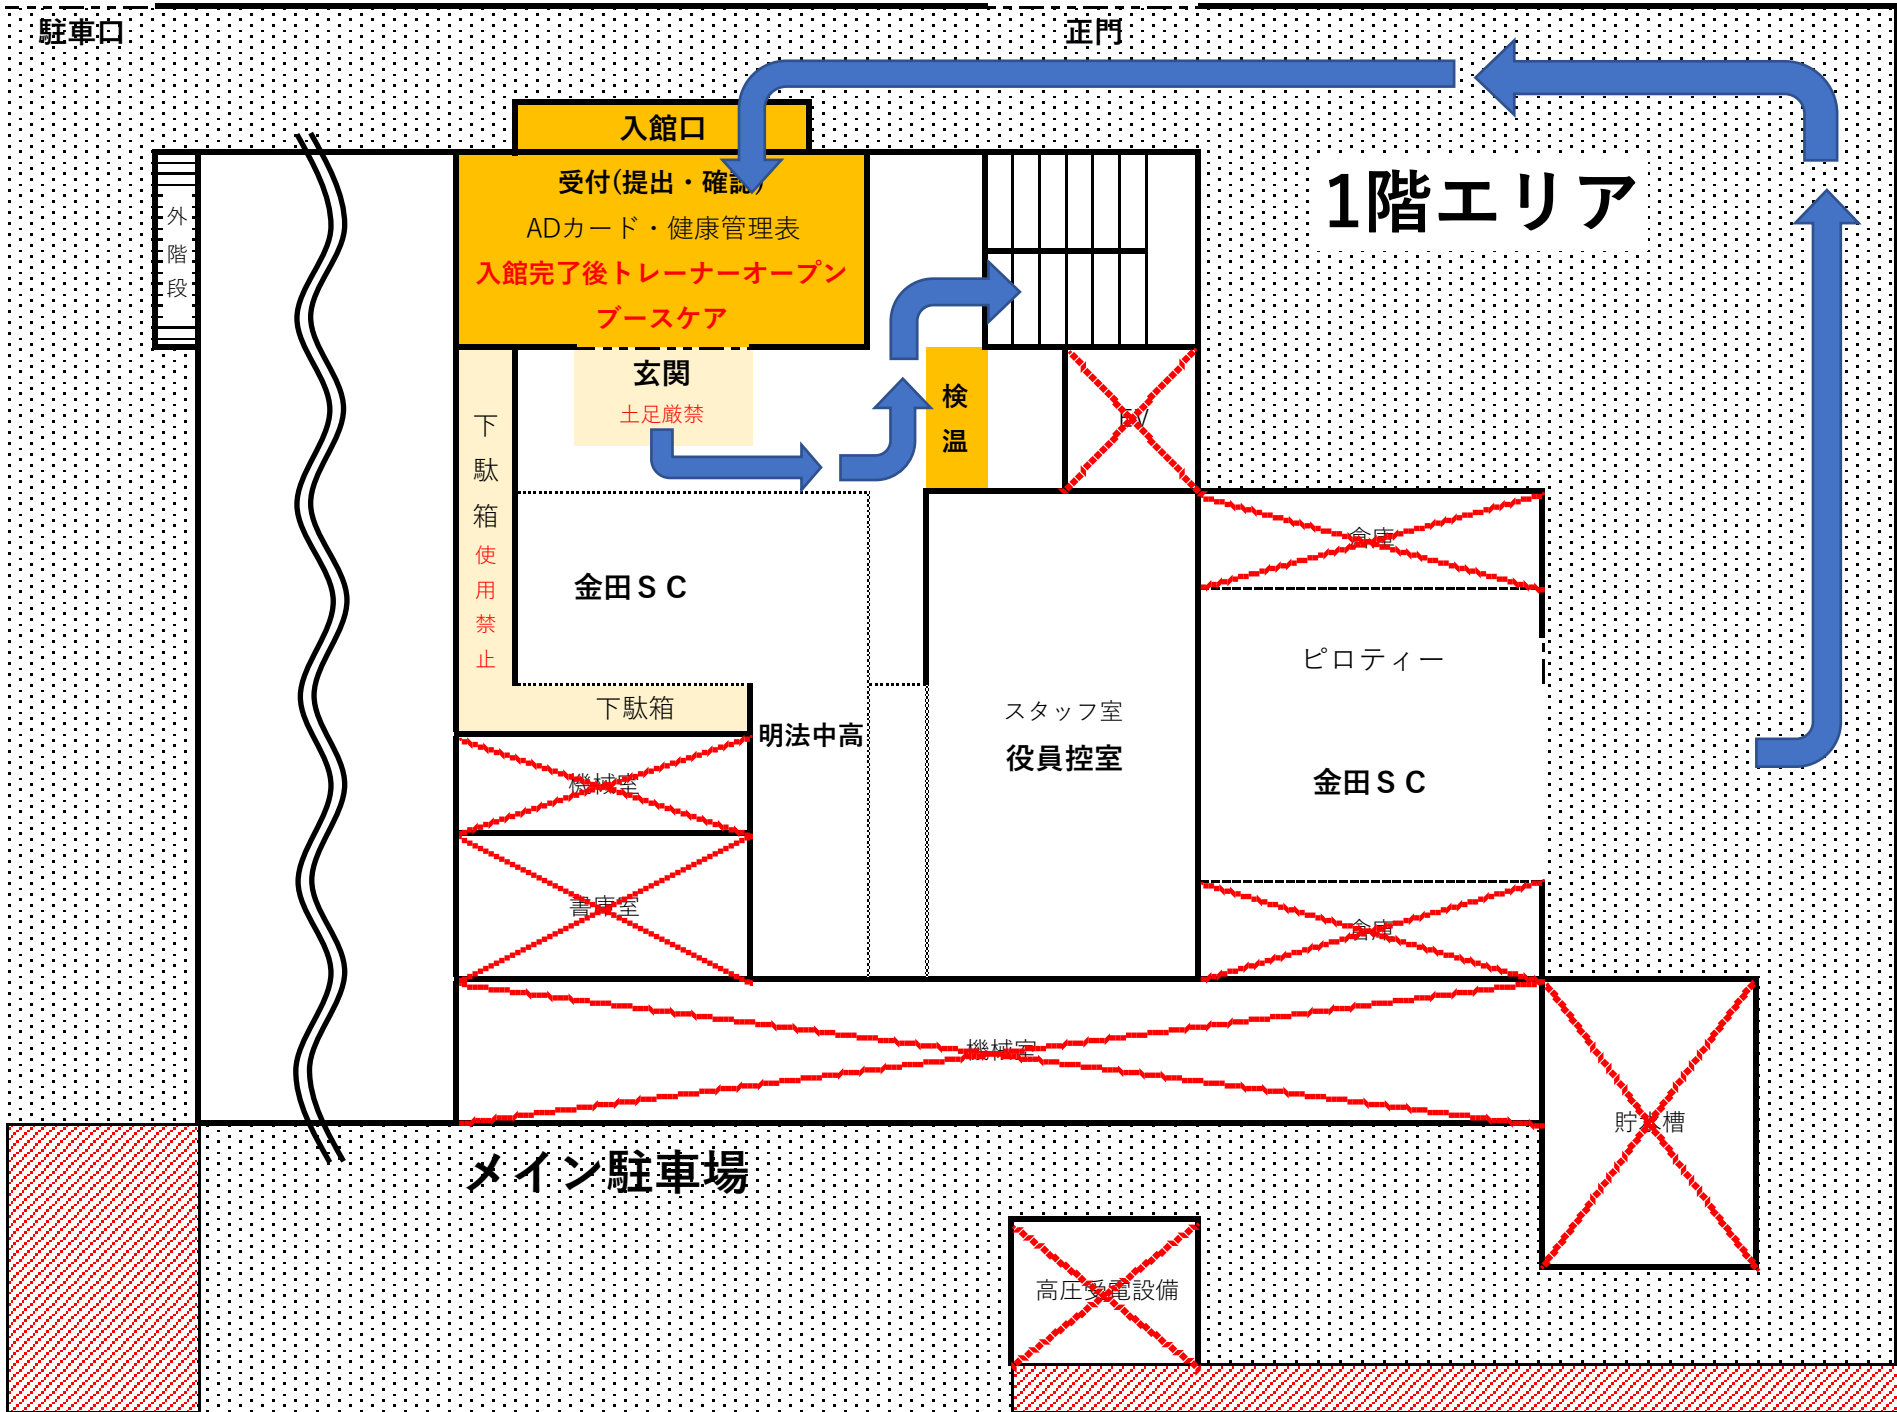 駐車口
正門
入館口
受付(提出・確認)
ADカード・健康管理表
入館完了後トレーナーオープン
ブースケア
1階エリア
外階段
玄関
土足厳禁
検温
EV
下駄箱使用禁止
倉庫
金田ＳＣ
ピロティー
下駄箱
明法中高
スタッフ室
役員控室
機械室
金田ＳＣ
書庫室
倉庫
機械室
貯水槽
メイン駐車場
高圧受電設備